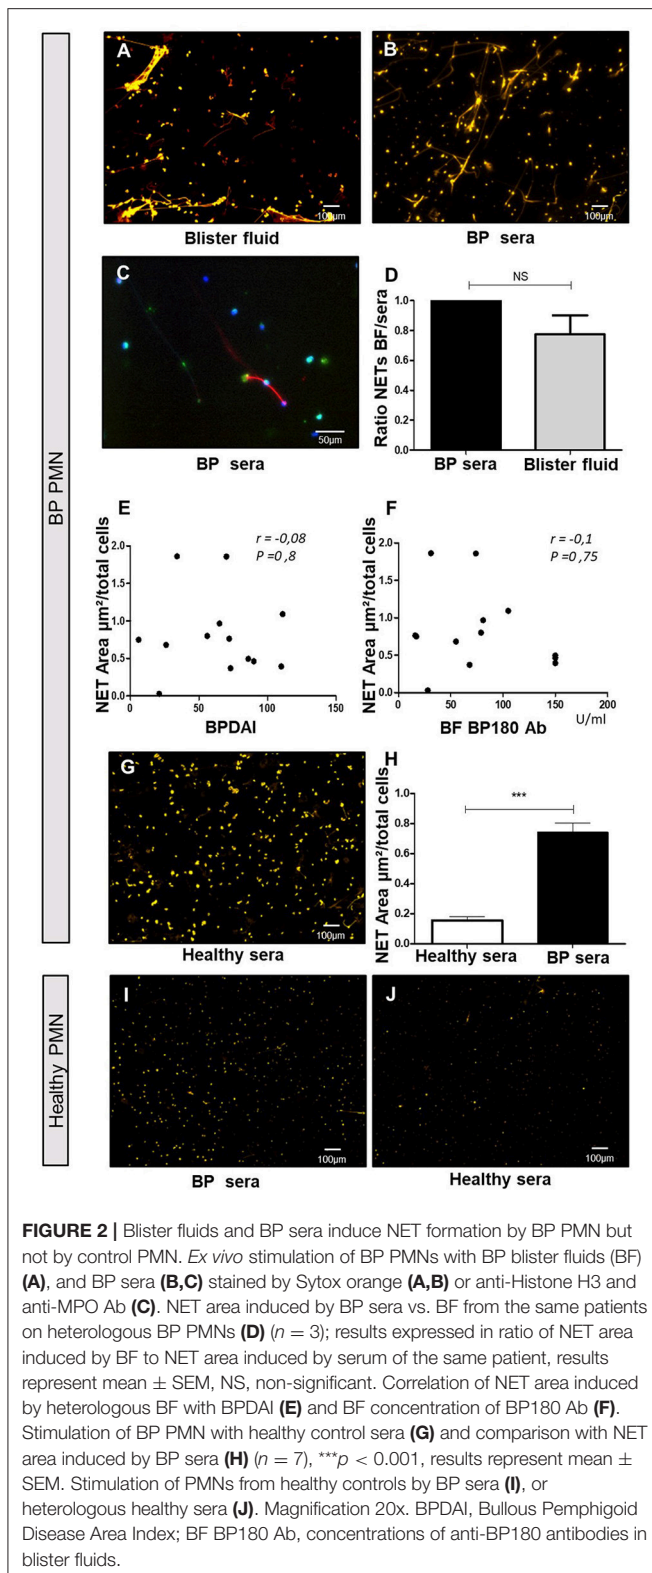 BP PMN
A
100µm
Blister fluid
B
100µm
BP sera
C
50µm
BP sera
D
NS
Ratio NETs BF/sera
1.0
0.8
0.6
0.4
0.2
0.0
BP sera
Blister fluid
E
r = -0,08
P =0,8
NET Area µm²/total cells
2.0
1.5
1.0
0.5
0.0
0 50 100 150
BPDAI
F
r = -0,1
P =0,75
NET Area µm²/total cells
2.0
1.5
1.0
0.5
0.0
0 50 100 150 200
U/ml
BF BP180 Ab
G
100µm
Healthy sera
H
***
NET Area µm²/total cells
1.0
0.8
0.6
0.4
0.2
0.0
Healthy sera
BP sera
Healthy PMN
I
100µm
BP sera
J
100µm
Healthy sera
FIGURE 2 | Blister fluids and BP sera induce NET formation by BP PMN but
not by control PMN. Ex vivo stimulation of BP PMNs with BP blister fluids (BF)
(A), and BP sera (B,C) stained by Sytox orange (A,B) or anti-Histone H3 and
anti-MPO Ab (C). NET area induced by BP sera vs. BF from the same patients
on heterologous BP PMNs (D) (n = 3); results expressed in ratio of NET area
induced by BF to NET area induced by serum of the same patient, results
represent mean ± SEM, NS, non-significant. Correlation of NET area induced
by heterologous BF with BPDAI (E) and BF concentration of BP180 Ab (F).
Stimulation of BP PMN with healthy control sera (G) and comparison with NET
area induced by BP sera (H) (n = 7), ***p < 0.001, results represent mean ±
SEM. Stimulation of PMNs from healthy controls by BP sera (I), or
heterologous healthy sera (J). Magnification 20x. BPDAI, Bullous Pemphigoid
Disease Area Index; BF BP180 Ab, concentrations of anti-BP180 antibodies in
blister fluids.